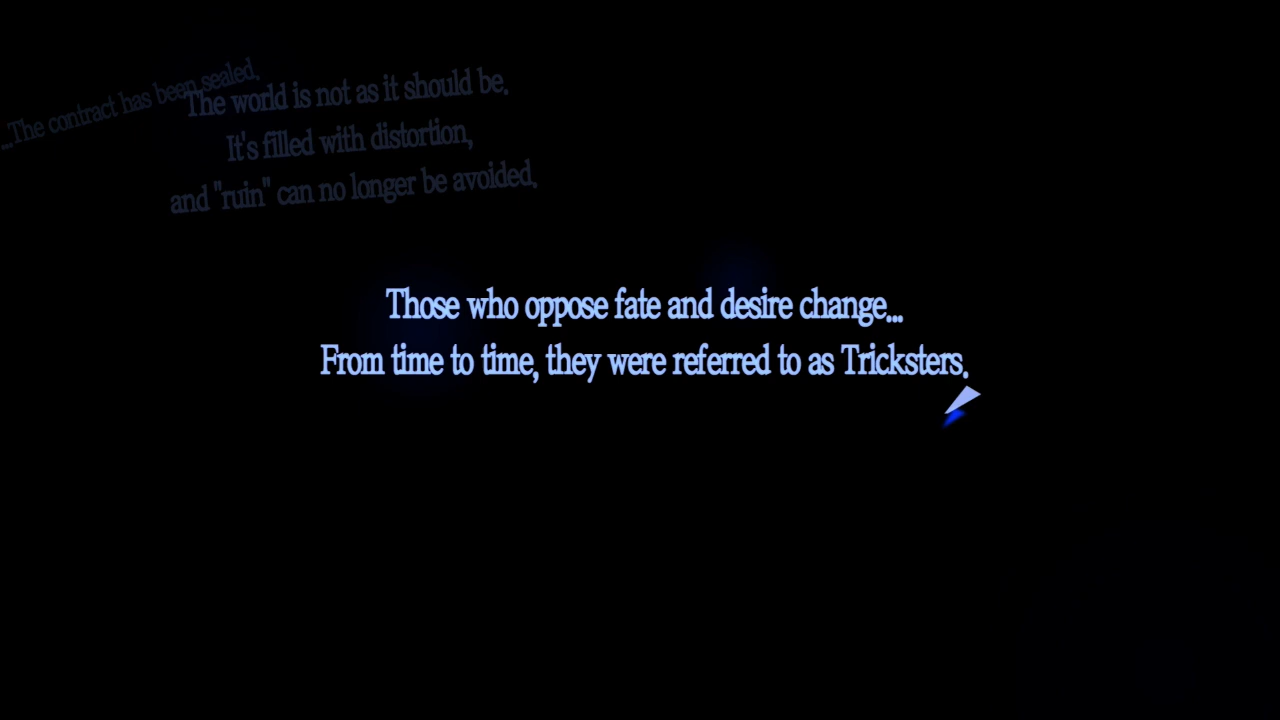 ...The contract has been sealed.
The world is not as it should be.
It's filled with distortion,
and "ruin" can no longer be avoided.
Those who oppose fate and desire change...
From time to time, they were referred to as Tricksters.